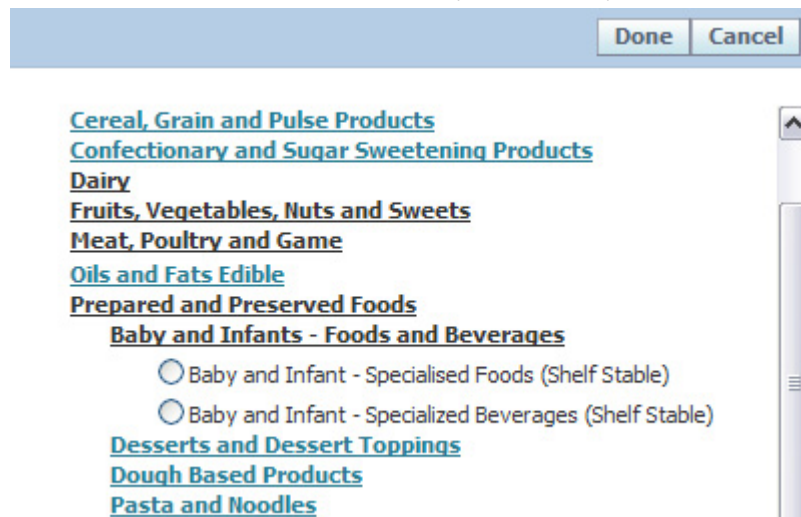 Done Cancel
Cereal, Grain and Pulse Products
Confectionary and Sugar Sweetening Products
Dairy
Fruits, Vegetables, Nuts and Sweets
Meat, Poultry and Game
Oils and Fats Edible
Prepared and Preserved Foods
Baby and Infants - Foods and Beverages
Baby and Infant - Specialised Foods (Shelf Stable)
Baby and Infant - Specialized Beverages (Shelf Stable)
Desserts and Dessert Toppings
Dough Based Products
Pasta and Noodles